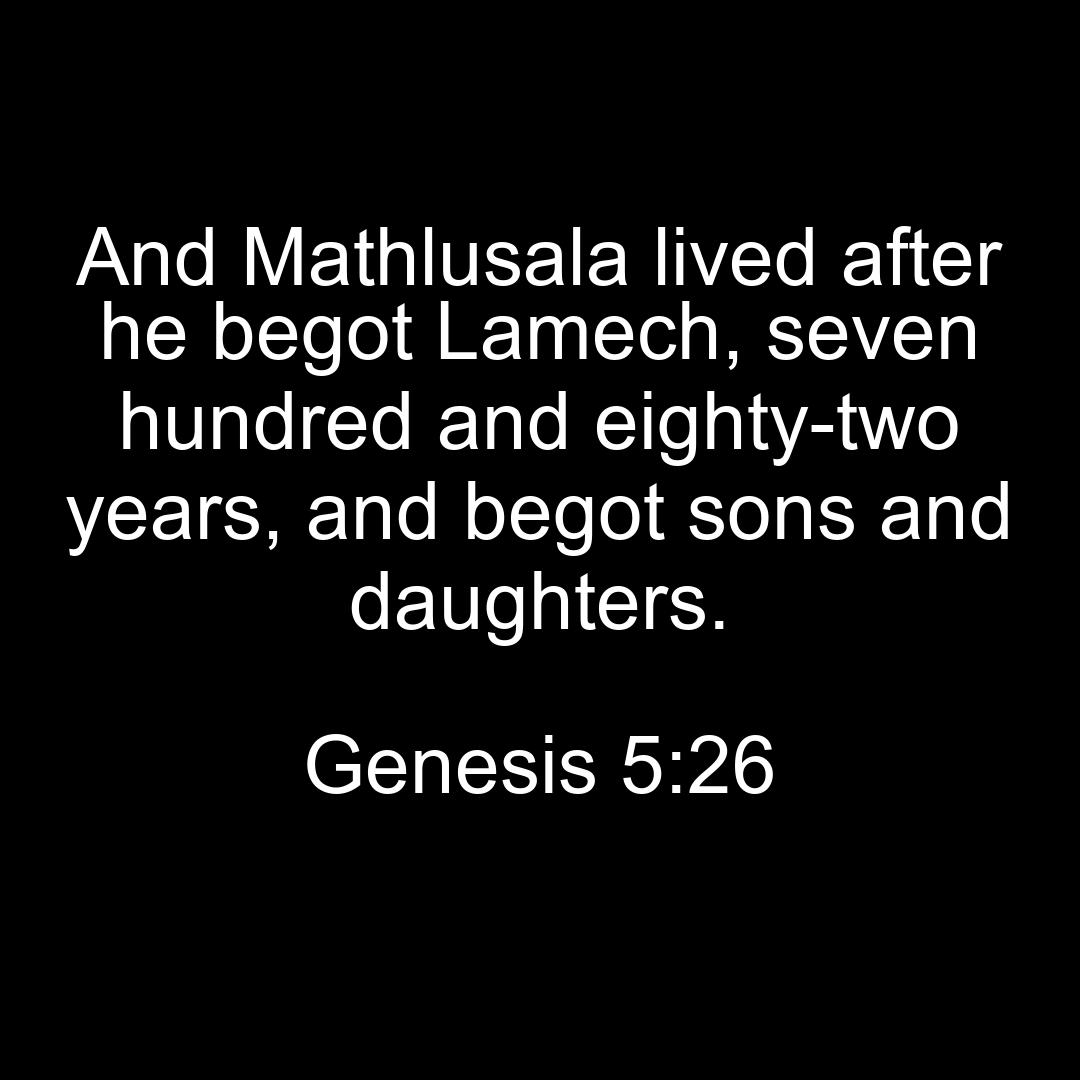 And Mathlusala lived after
he begot Lamech, seven
hundred and eighty-two
years, and begot sons and
daughters.
Genesis 5:26